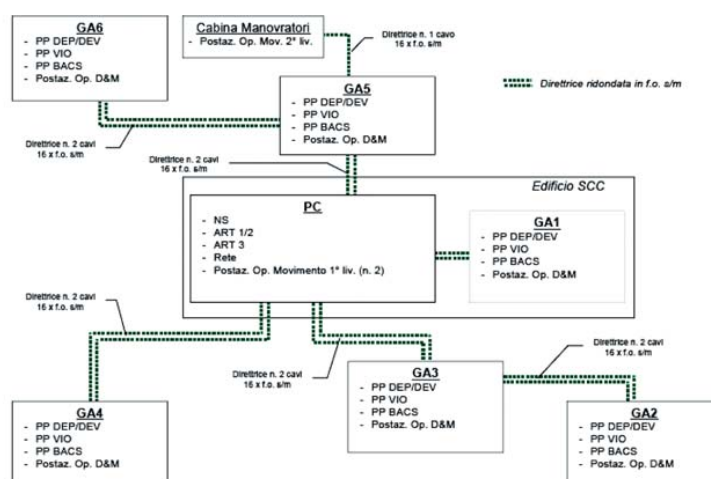 GA6
- PP DEP/DEV
- PP VIO
- PP BACS
- Postaz. Op. D&M
Cabina Manovratori
- Postaz. Op. Mov. 2° liv.
Direttrice n. 1 cavo
16 x f.o. s/m
GA5
- PP DEP/DEV
- PP VIO
- PP BACS
- Postaz. Op. D&M
Direttrice ridondata in f.o. s/m
Direttrice n. 2 cavi
16 x f.o. s/m
Direttrice n. 2 cavi
16 x f.o. s/m
Edificio SCC
PC
- NS
- ART 1/2
- ART 3
- Rete
- Postaz. Op. Movimento 1° liv. (n. 2)
GA1
- PP DEP/DEV
- PP VIO
- PP BACS
- Postaz. Op. D&M
Direttrice n. 2 cavi
16 x f.o. s/m
Direttrice n. 2 cavi
16 x f.o. s/m
Direttrice n. 2 cavi
16 x f.o. s/m
GA3
- PP DEP/DEV
- PP VIO
- PP BACS
- Postaz. Op. D&M
GA4
- PP DEP/DEV
- PP VIO
- PP BACS
- Postaz. Op. D&M
GA2
- PP DEP/DEV
- PP VIO
- PP BACS
- Postaz. Op. D&M